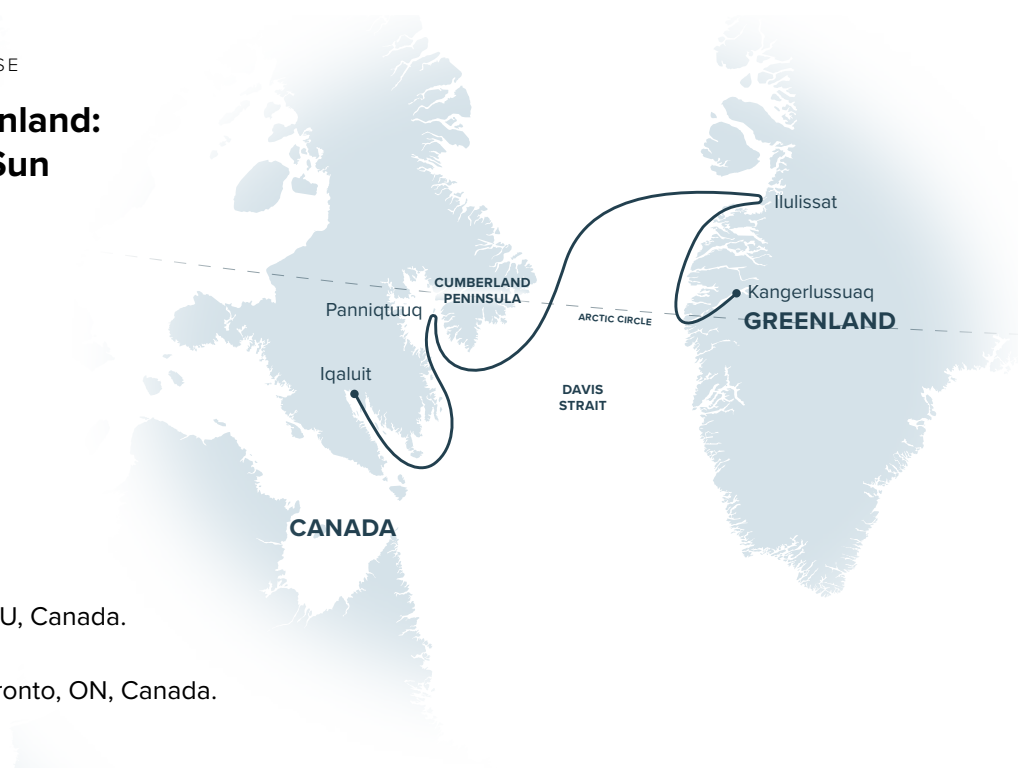 SE
nland:
Sun
Ilulissat
CUMBERLAND
PENINSULA
Kangerlussuaq
Panniqtuuq
ARCTIC CIRCLE
GREENLAND
Iqaluit
DAVIS
STRAIT
CANADA
U, Canada.
ronto, ON, Canada.